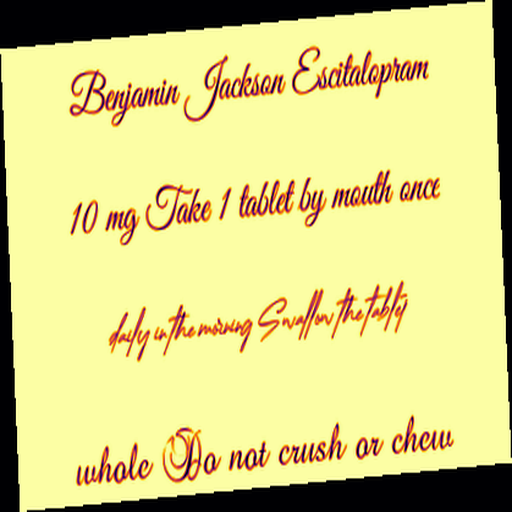 Benjamin Jackson Escitalopram
10 mg Take 1 tablet by mouth once
daily in the morning Swallow the tablet
whole Do not crush or chew